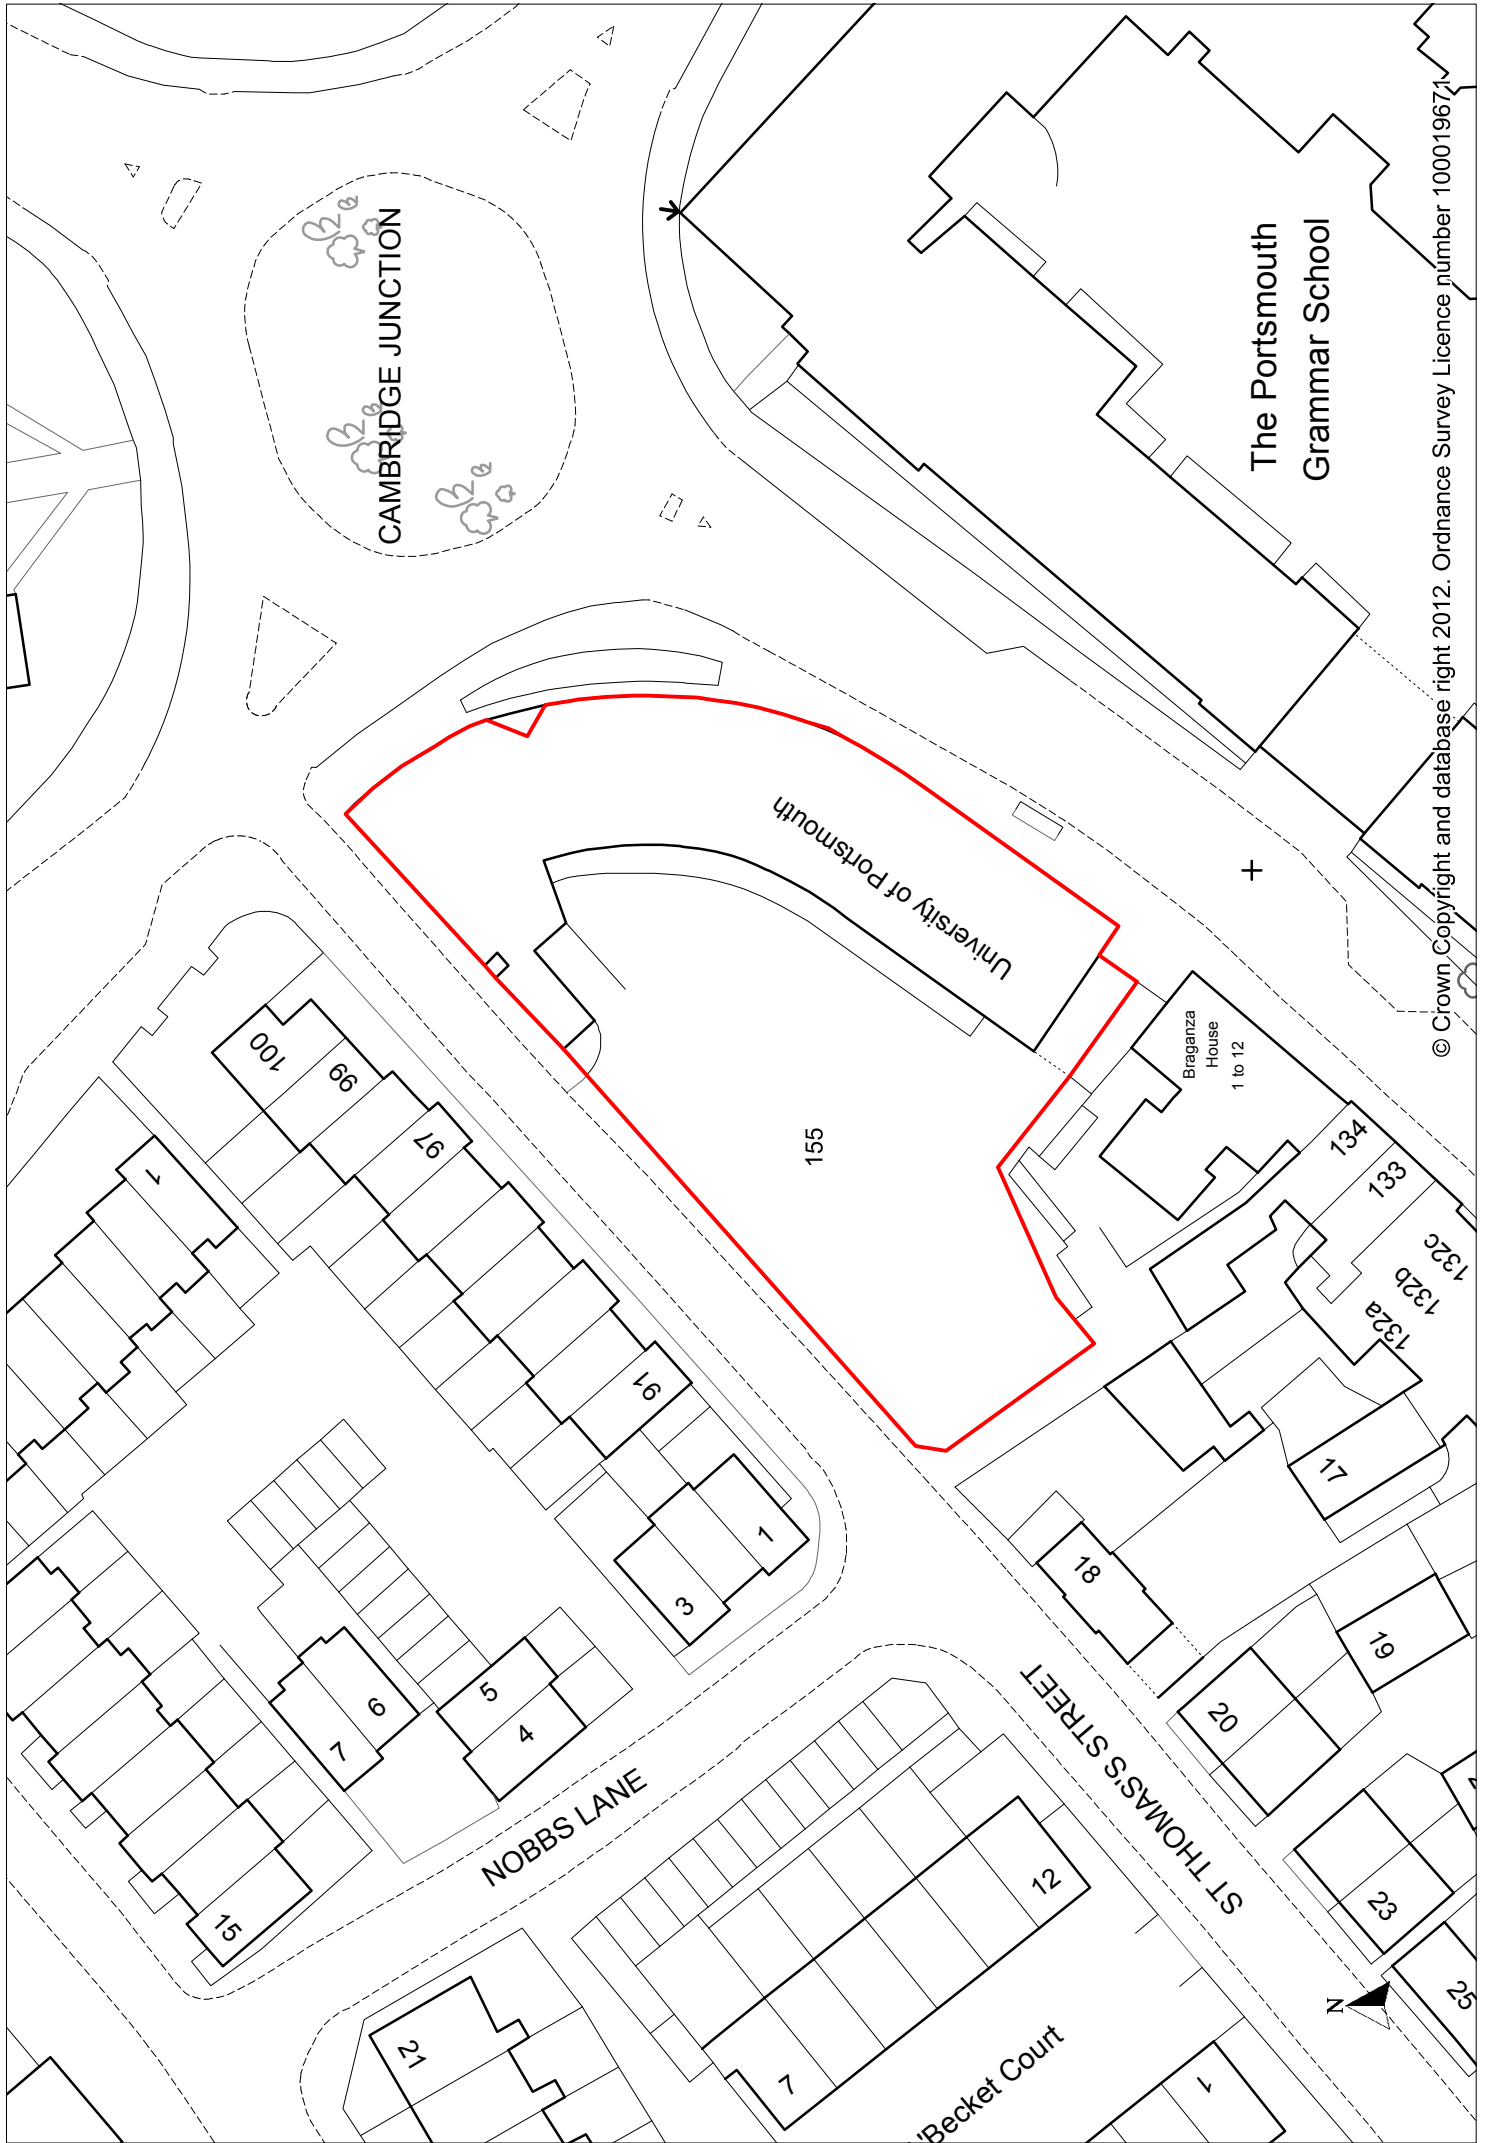 CAMBRIDGE JUNCTION
The Portsmouth
Grammar School
© Crown Copyright and database right 2012. Ordnance Survey Licence number 100019671
University of Portsmouth
155
Braganza
House
1 to 12
134
133
132c
132b
132a
100
99
97
91
1
1
3
5
4
6
7
15
17
18
19
20
23
25
NOBBS LANE
ST THOMAS'S STREET
12
7
21
'Becket Court
1
N